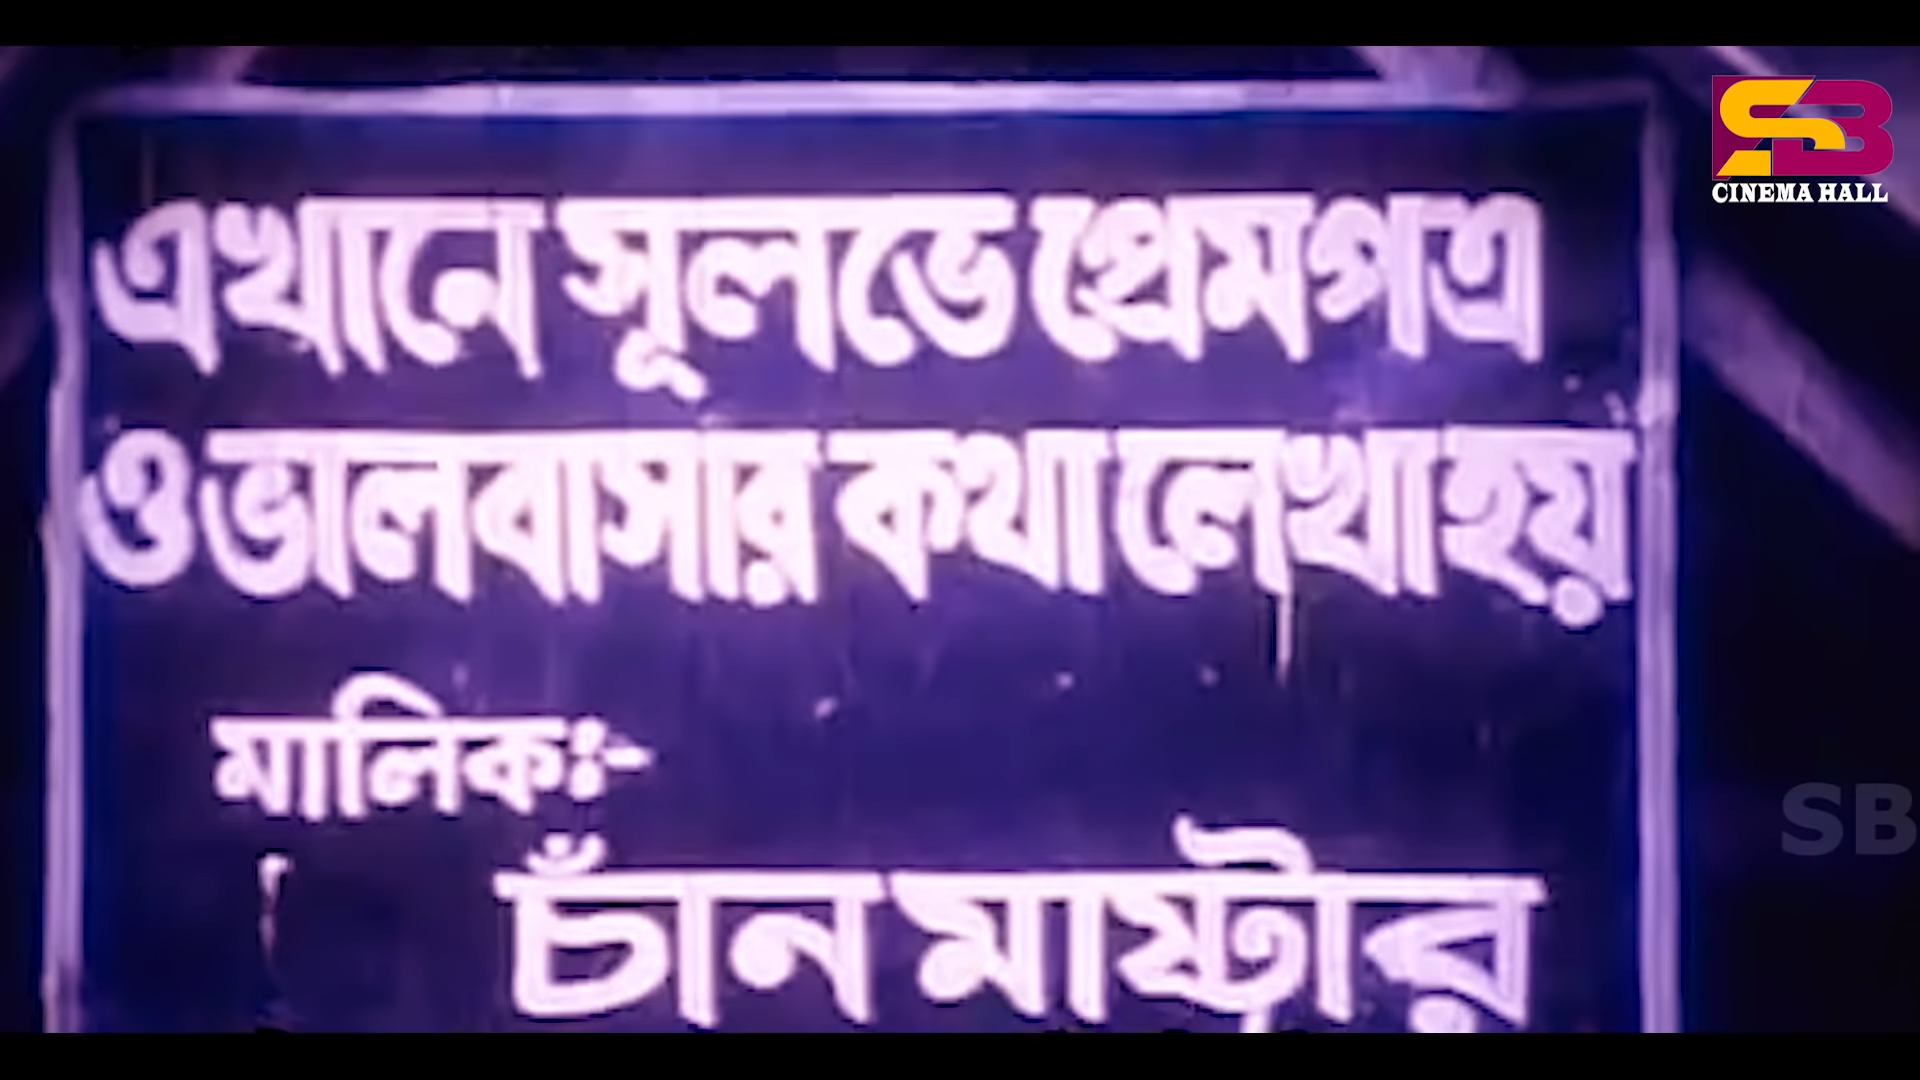 SB
CINEMA HALL
এখানে সূলভে প্রেমপত্র
ও ভালবাসার কথা লেখা হয়
মালিকঃ-
চাঁন মাষ্টার
SB